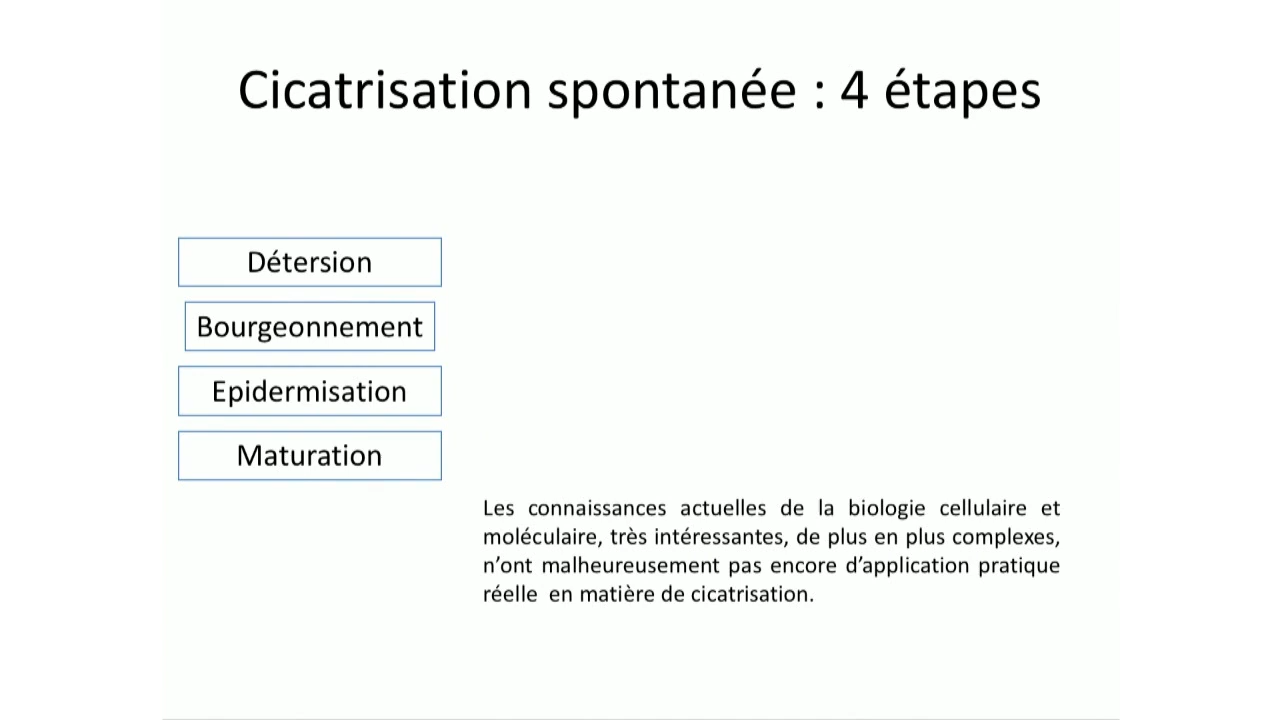 Cicatrisation spontanée : 4 étapes
Détersion
Bourgeonnement
Epidermisation
Maturation
Les connaissances actuelles de la biologie cellulaire et
moléculaire, très intéressantes, de plus en plus complexes,
n’ont malheureusement pas encore d’application pratique
réelle en matière de cicatrisation.